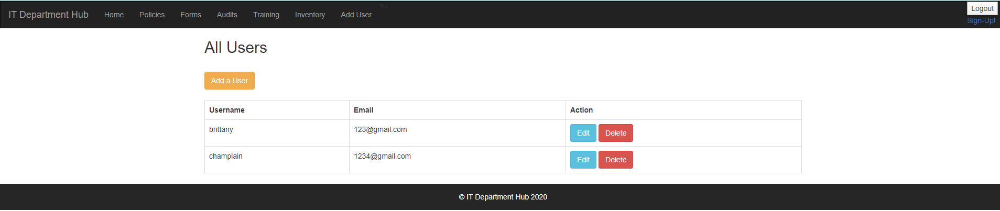 IT Department Hub Home Policies Forms Audits Training Inventory Add User ?> Logout
Sign-Up!
All Users
Add a User
Username Email Action
brittany 123@gmail.com Edit Delete
champlain 1234@gmail.com Edit Delete
© IT Department Hub 2020